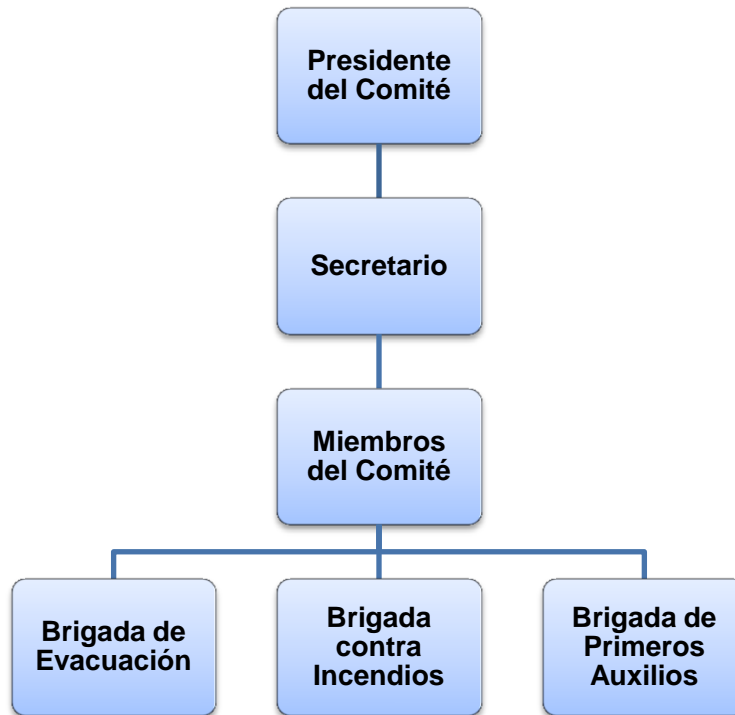 Presidente
del Comité
Secretario
Miembros
del Comité
Brigada de
Evacuación
Brigada
contra
Incendios
Brigada de
Primeros
Auxilios